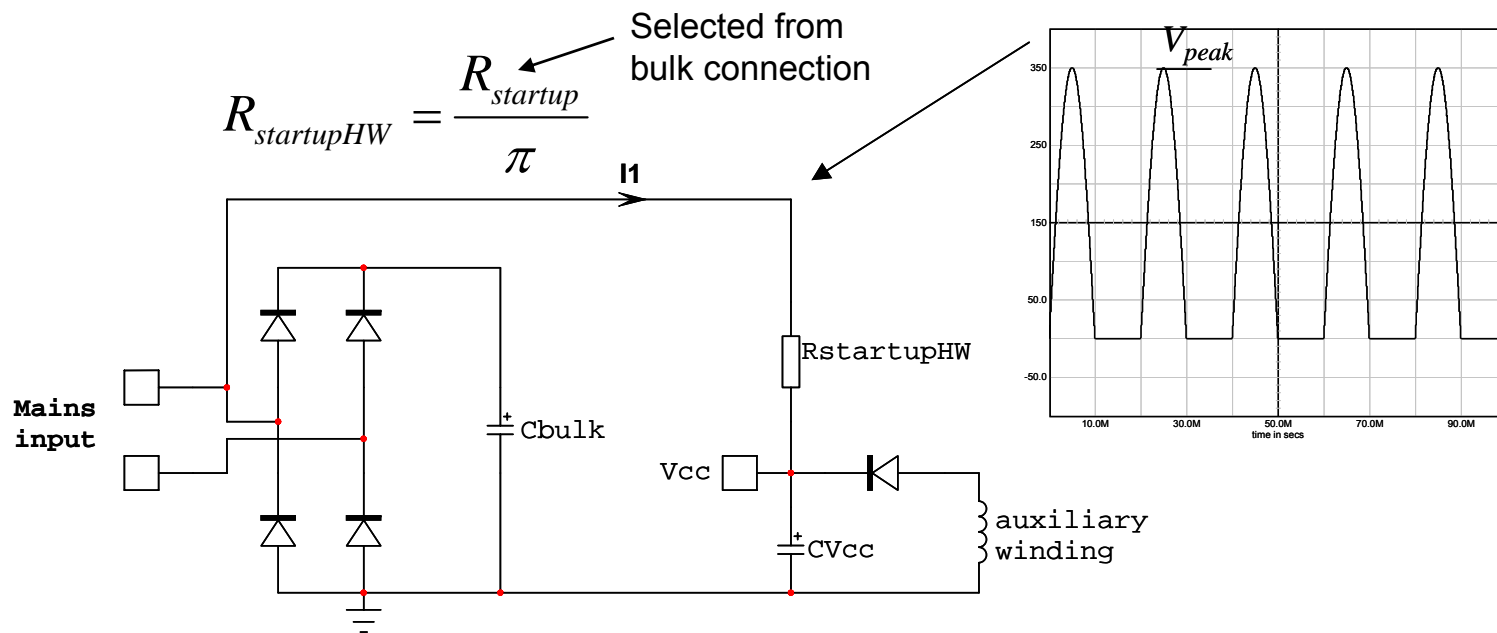 Selected from
bulk connection
R_startupHW = R_startup / π
I1
V_peak
350
250
150
50.0
-50.0
10.0M 30.0M 50.0M 70.0M 90.0M
time in secs
RstartupHW
Mains
input
Cbulk
+
Vcc
+
CVcc
auxiliary
winding